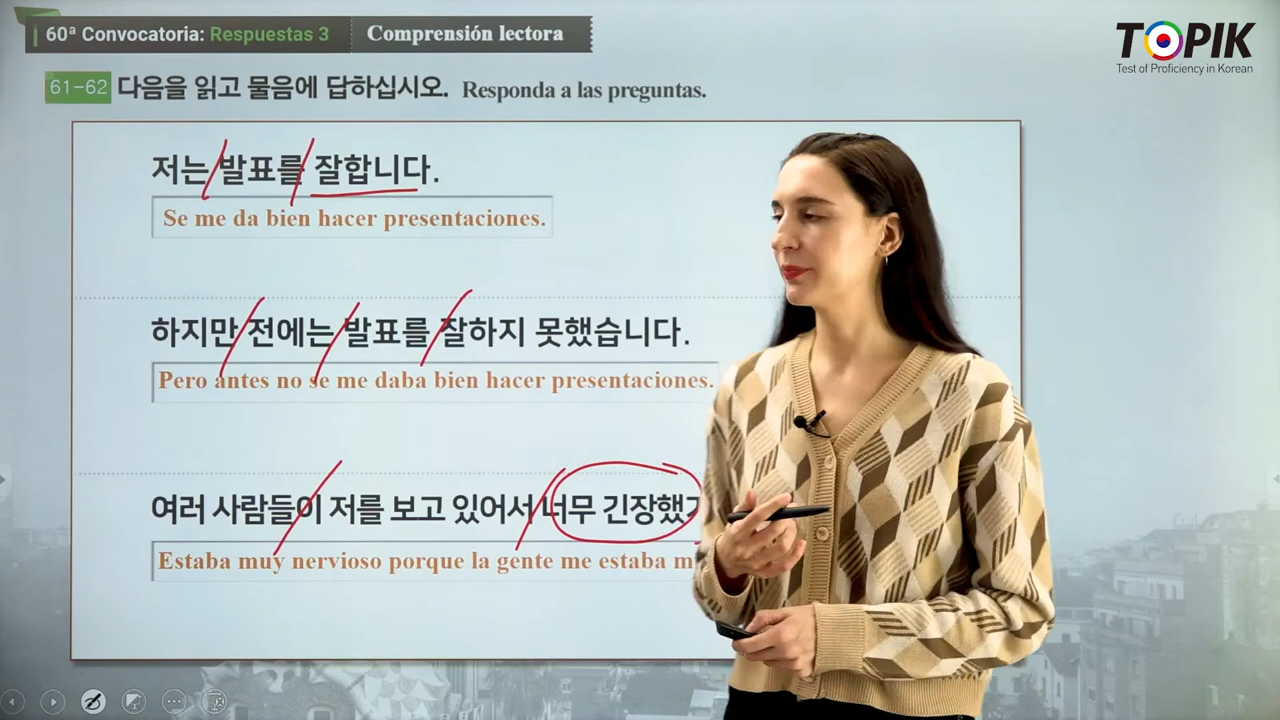 60ª Convocatoria: Respuestas 3 Comprensión lectora
TOPIK
Test of Proficiency in Korean
61-62 다음을 읽고 물음에 답하십시오. Responda a las preguntas.
저는 발표를 잘합니다.
Se me da bien hacer presentaciones.
하지만 전에는 발표를 잘하지 못했습니다.
Pero antes no se me daba bien hacer presentaciones.
여러 사람들이 저를 보고 있어서 너무 긴장했기
Estaba muy nervioso porque la gente me estaba m